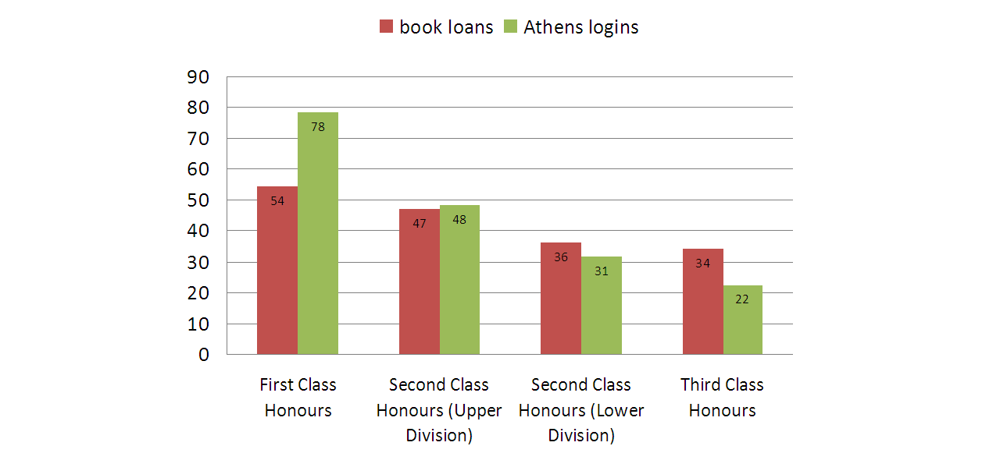 book loans Athens logins
90
80
70
60
50
40
30
20
10
0
54
78
47
48
36
31
34
22
First Class
Honours
Second Class
Honours (Upper
Division)
Second Class
Honours (Lower
Division)
Third Class
Honours